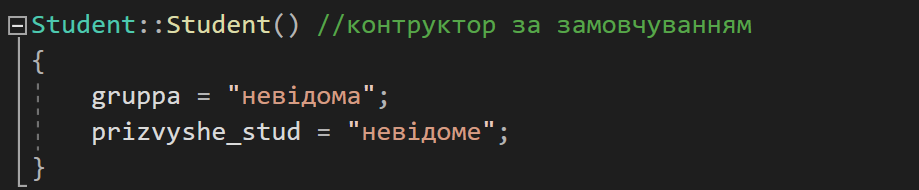 Student::Student() //контруктор за замовчуванням
{
gruppa = "невідома";
prizvyshe_stud = "невідоме";
}